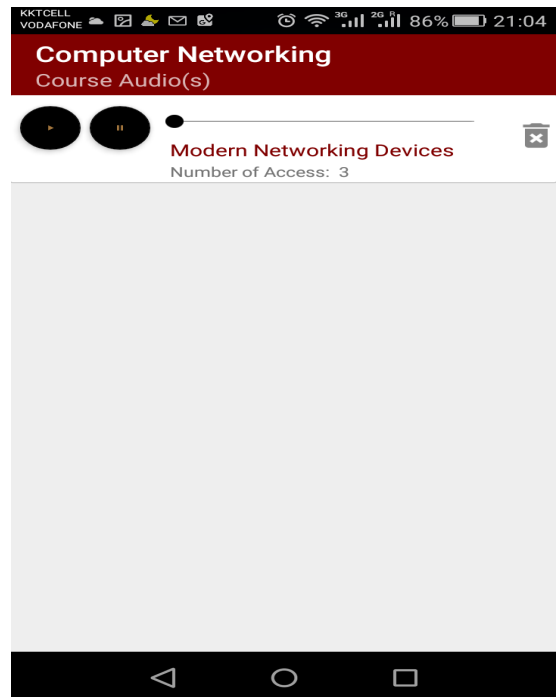 KKTCELL
VODAFONE 3G 2G R 86% 21:04
Computer Networking
Course Audio(s)
Modern Networking Devices
Number of Access: 3